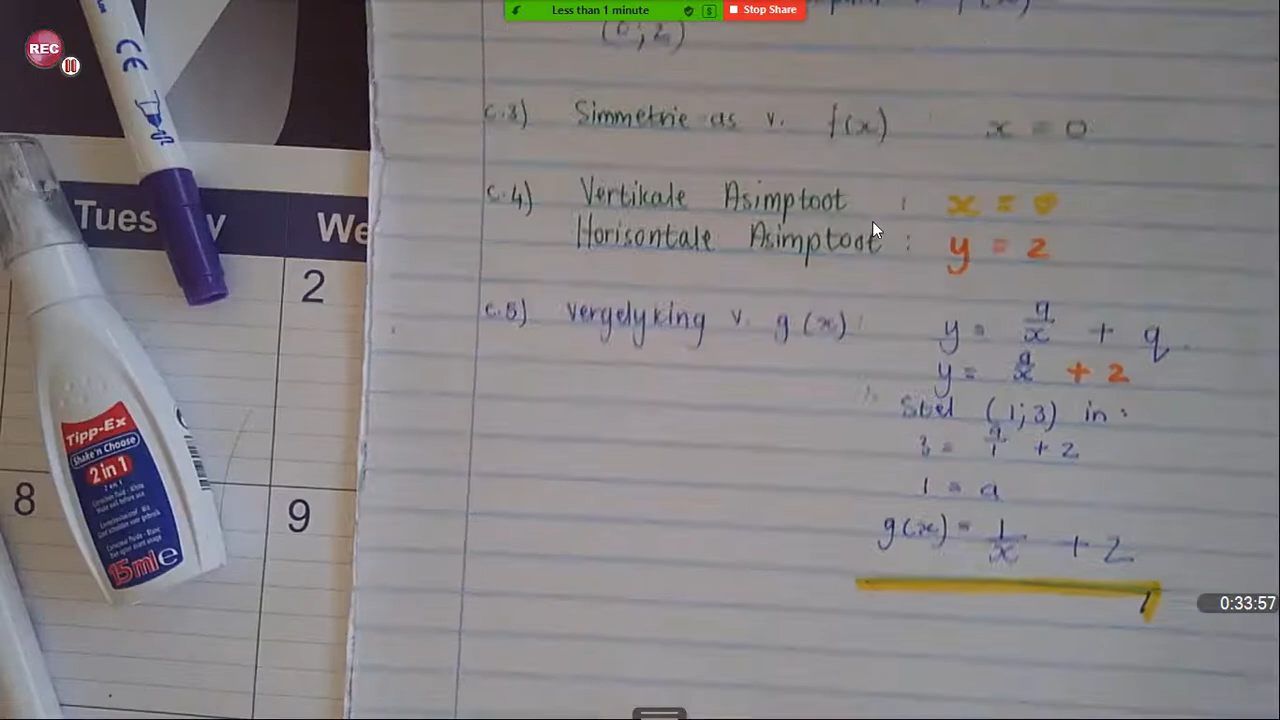 Less than 1 minute
Stop Share
REC
(0;2)
c.3) Simmetrie as v. f(x) x = 0
c.4) Vertikale Asimptoot : x = 0
Horisontale Asimptoot : y = 2
c.5) vergelyking v. g(x) : y = a/x + q
y = a/x + 2
Stel (1;3) in :
3 = a/1 + 2
1 = a
g(x) = 1/x + 2
CE
Tues y
We
2
8
9
Tipp-Ex
Shake'n Choose
2 in 1
15ml e
0:33:57